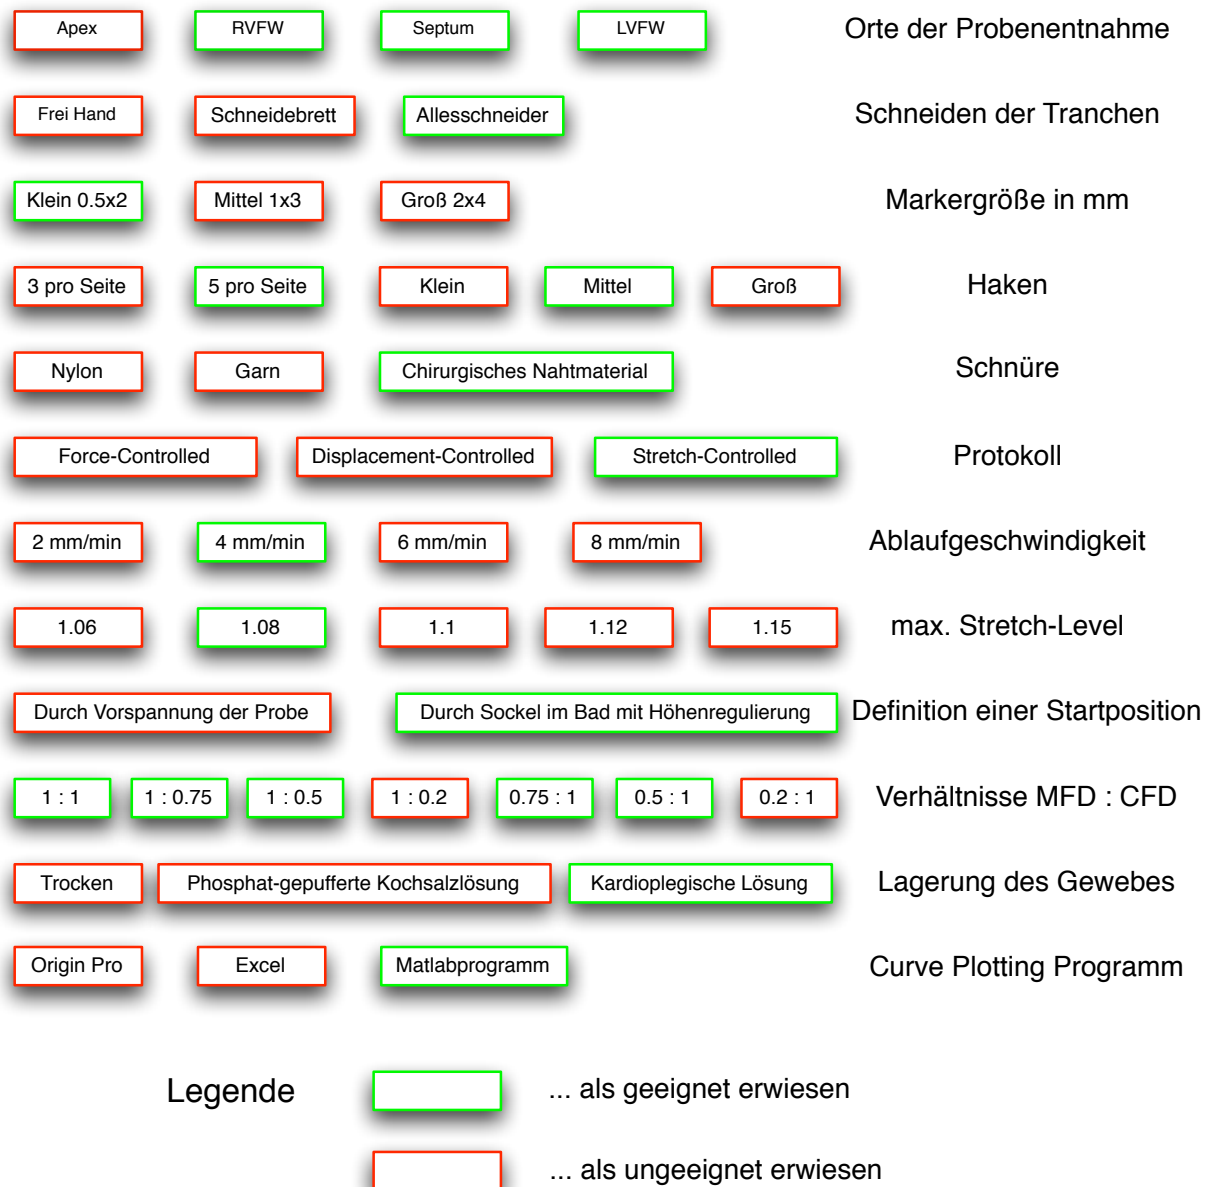 Apex RVFW Septum LVFW Orte der Probenentnahme
Frei Hand Schneidebrett Allesschneider Schneiden der Tranchen
Klein 0.5x2 Mittel 1x3 Groß 2x4 Markergröße in mm
3 pro Seite 5 pro Seite Klein Mittel Groß Haken
Nylon Garn Chirurgisches Nahtmaterial Schnüre
Force-Controlled Displacement-Controlled Stretch-Controlled Protokoll
2 mm/min 4 mm/min 6 mm/min 8 mm/min Ablaufgeschwindigkeit
1.06 1.08 1.1 1.12 1.15 max. Stretch-Level
Durch Vorspannung der Probe Durch Sockel im Bad mit Höhenregulierung Definition einer Startposition
1 : 1 1 : 0.75 1 : 0.5 1 : 0.2 0.75 : 1 0.5 : 1 0.2 : 1 Verhältnisse MFD : CFD
Trocken Phosphat-gepufferte Kochsalzlösung Kardioplegische Lösung Lagerung des Gewebes
Origin Pro Excel Matlabprogramm Curve Plotting Programm
Legende ... als geeignet erwiesen
... als ungeeignet erwiesen